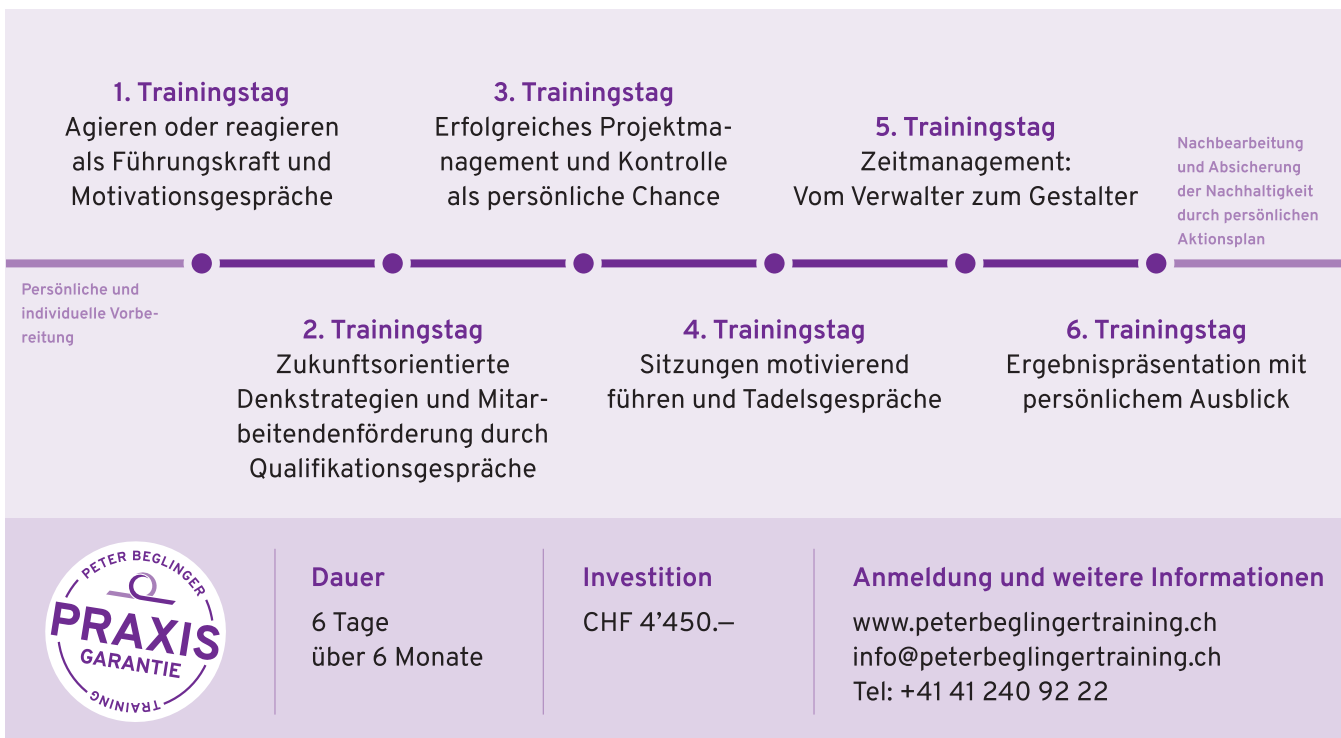 1. Trainingstag
Agieren oder reagieren
als Führungskraft und
Motivationsgespräche
3. Trainingstag
Erfolgreiches Projektma-
nagement und Kontrolle
als persönliche Chance
5. Trainingstag
Zeitmanagement:
Vom Verwalter zum Gestalter
Nachbearbeitung
und Absicherung
der Nachhaltigkeit
durch persönlichen
Aktionsplan
Persönliche und
individuelle Vorbe-
reitung
2. Trainingstag
Zukunftsorientierte
Denkstrategien und Mitar-
beitendenförderung durch
Qualifikationsgespräche
4. Trainingstag
Sitzungen motivierend
führen und Tadelsgespräche
6. Trainingstag
Ergebnispräsentation mit
persönlichem Ausblick
PETER BEGLINGER
PRAXIS
GARANTIE
TRAINING
Dauer
6 Tage
über 6 Monate
Investition
CHF 4’450.–
Anmeldung und weitere Informationen
www.peterbeglingertraining.ch
info@peterbeglingertraining.ch
Tel: +41 41 240 92 22